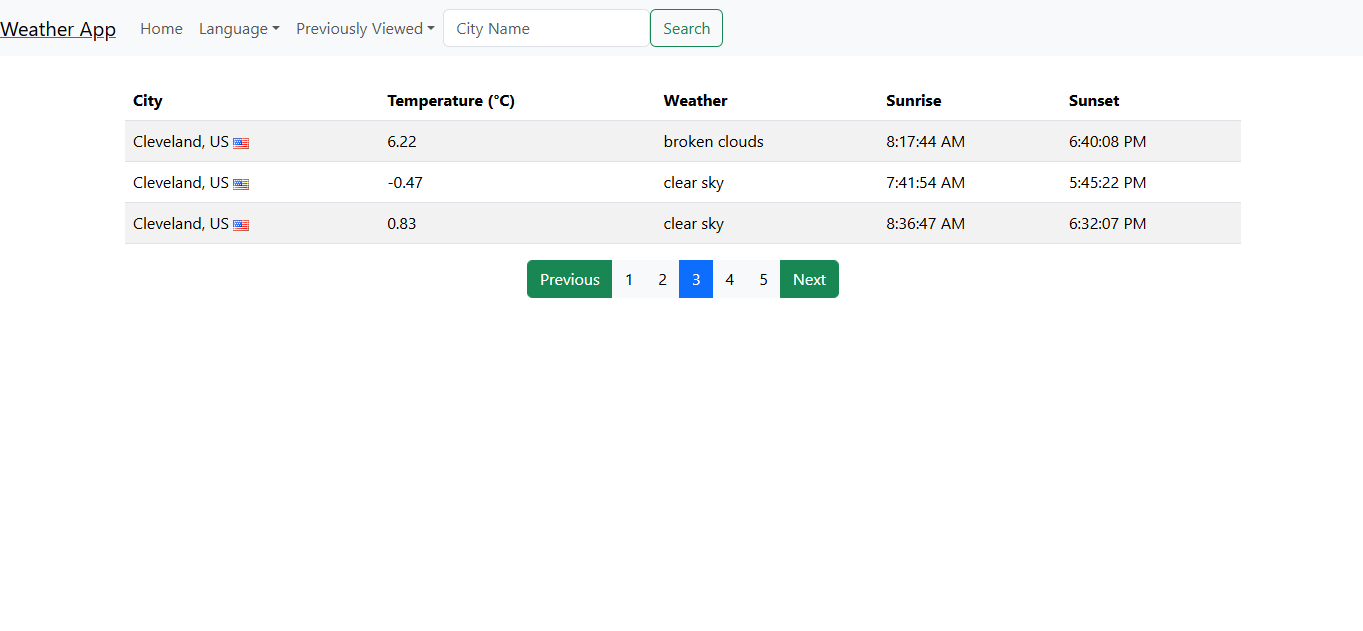 Weather App Home Language Previously Viewed City Name Search
City Temperature (°C) Weather Sunrise Sunset
Cleveland, US 6.22 broken clouds 8:17:44 AM 6:40:08 PM
Cleveland, US -0.47 clear sky 7:41:54 AM 5:45:22 PM
Cleveland, US 0.83 clear sky 8:36:47 AM 6:32:07 PM
Previous 1 2 3 4 5 Next